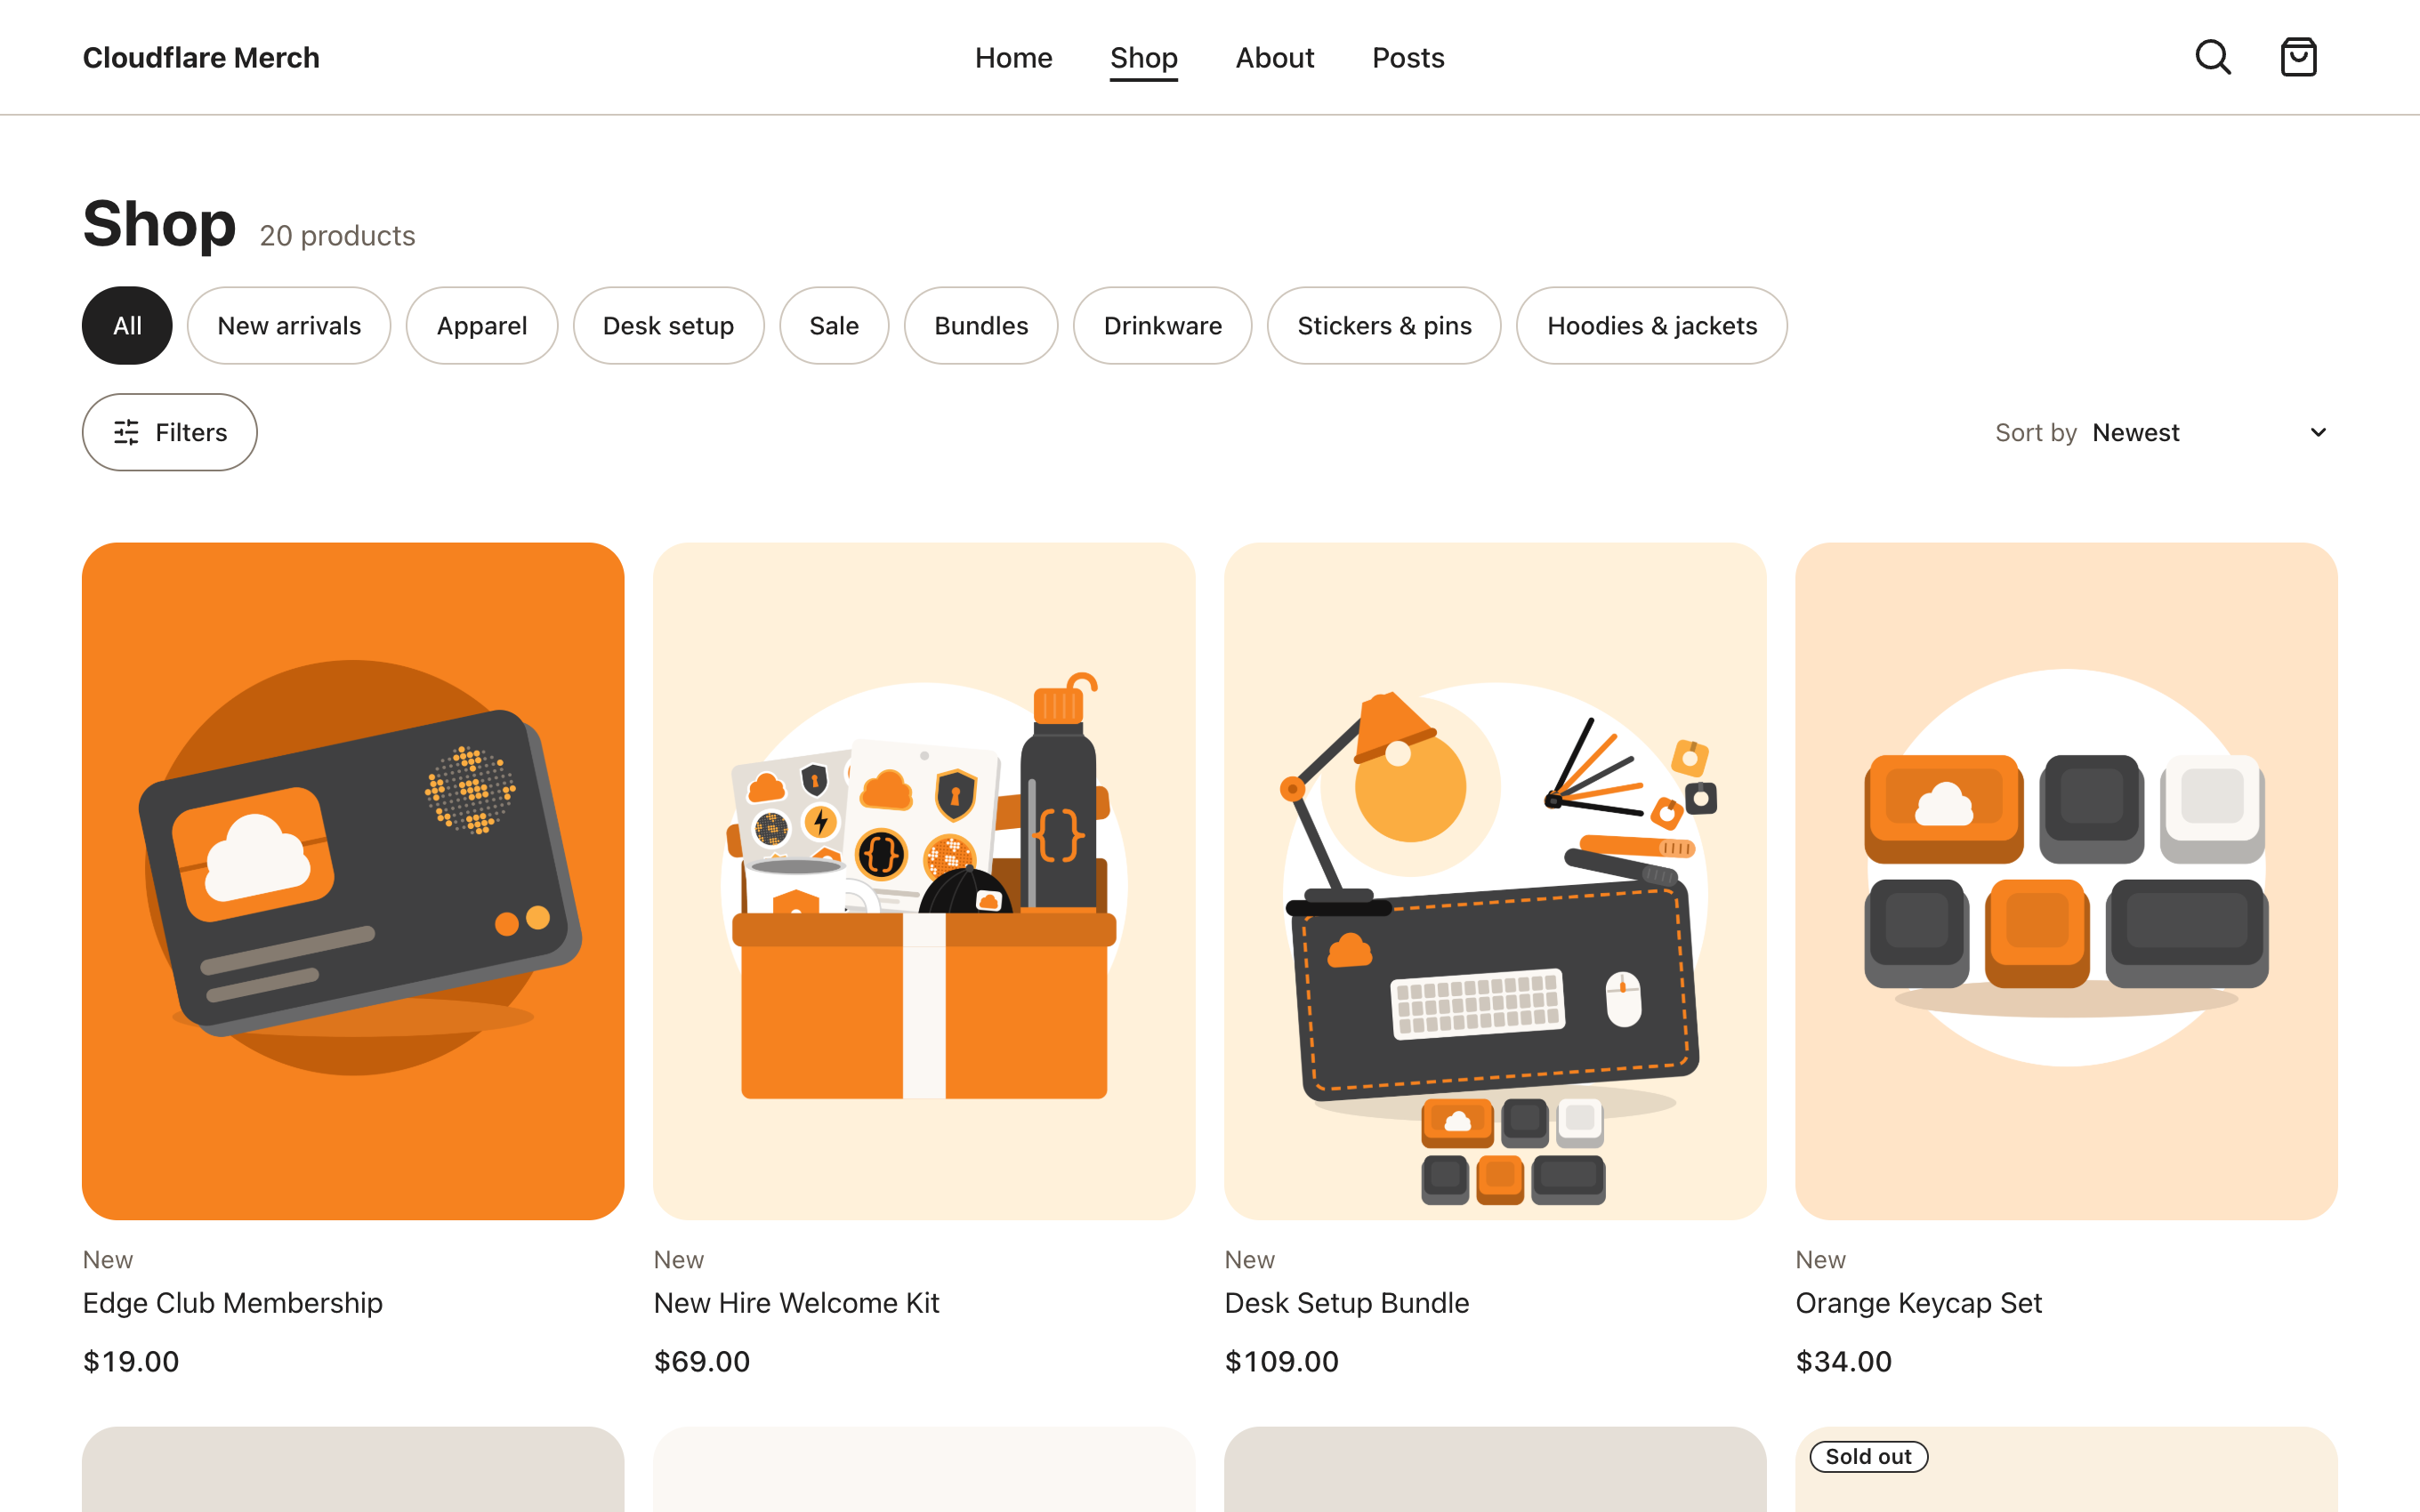 Cloudflare Merch
Home Shop About Posts
Shop 20 products
All New arrivals Apparel Desk setup Sale Bundles Drinkware Stickers & pins Hoodies & jackets
Filters
Sort by Newest
{ }
{ }
New
Edge Club Membership
$19.00
New
New Hire Welcome Kit
$69.00
New
Desk Setup Bundle
$109.00
New
Orange Keycap Set
$34.00
Sold out